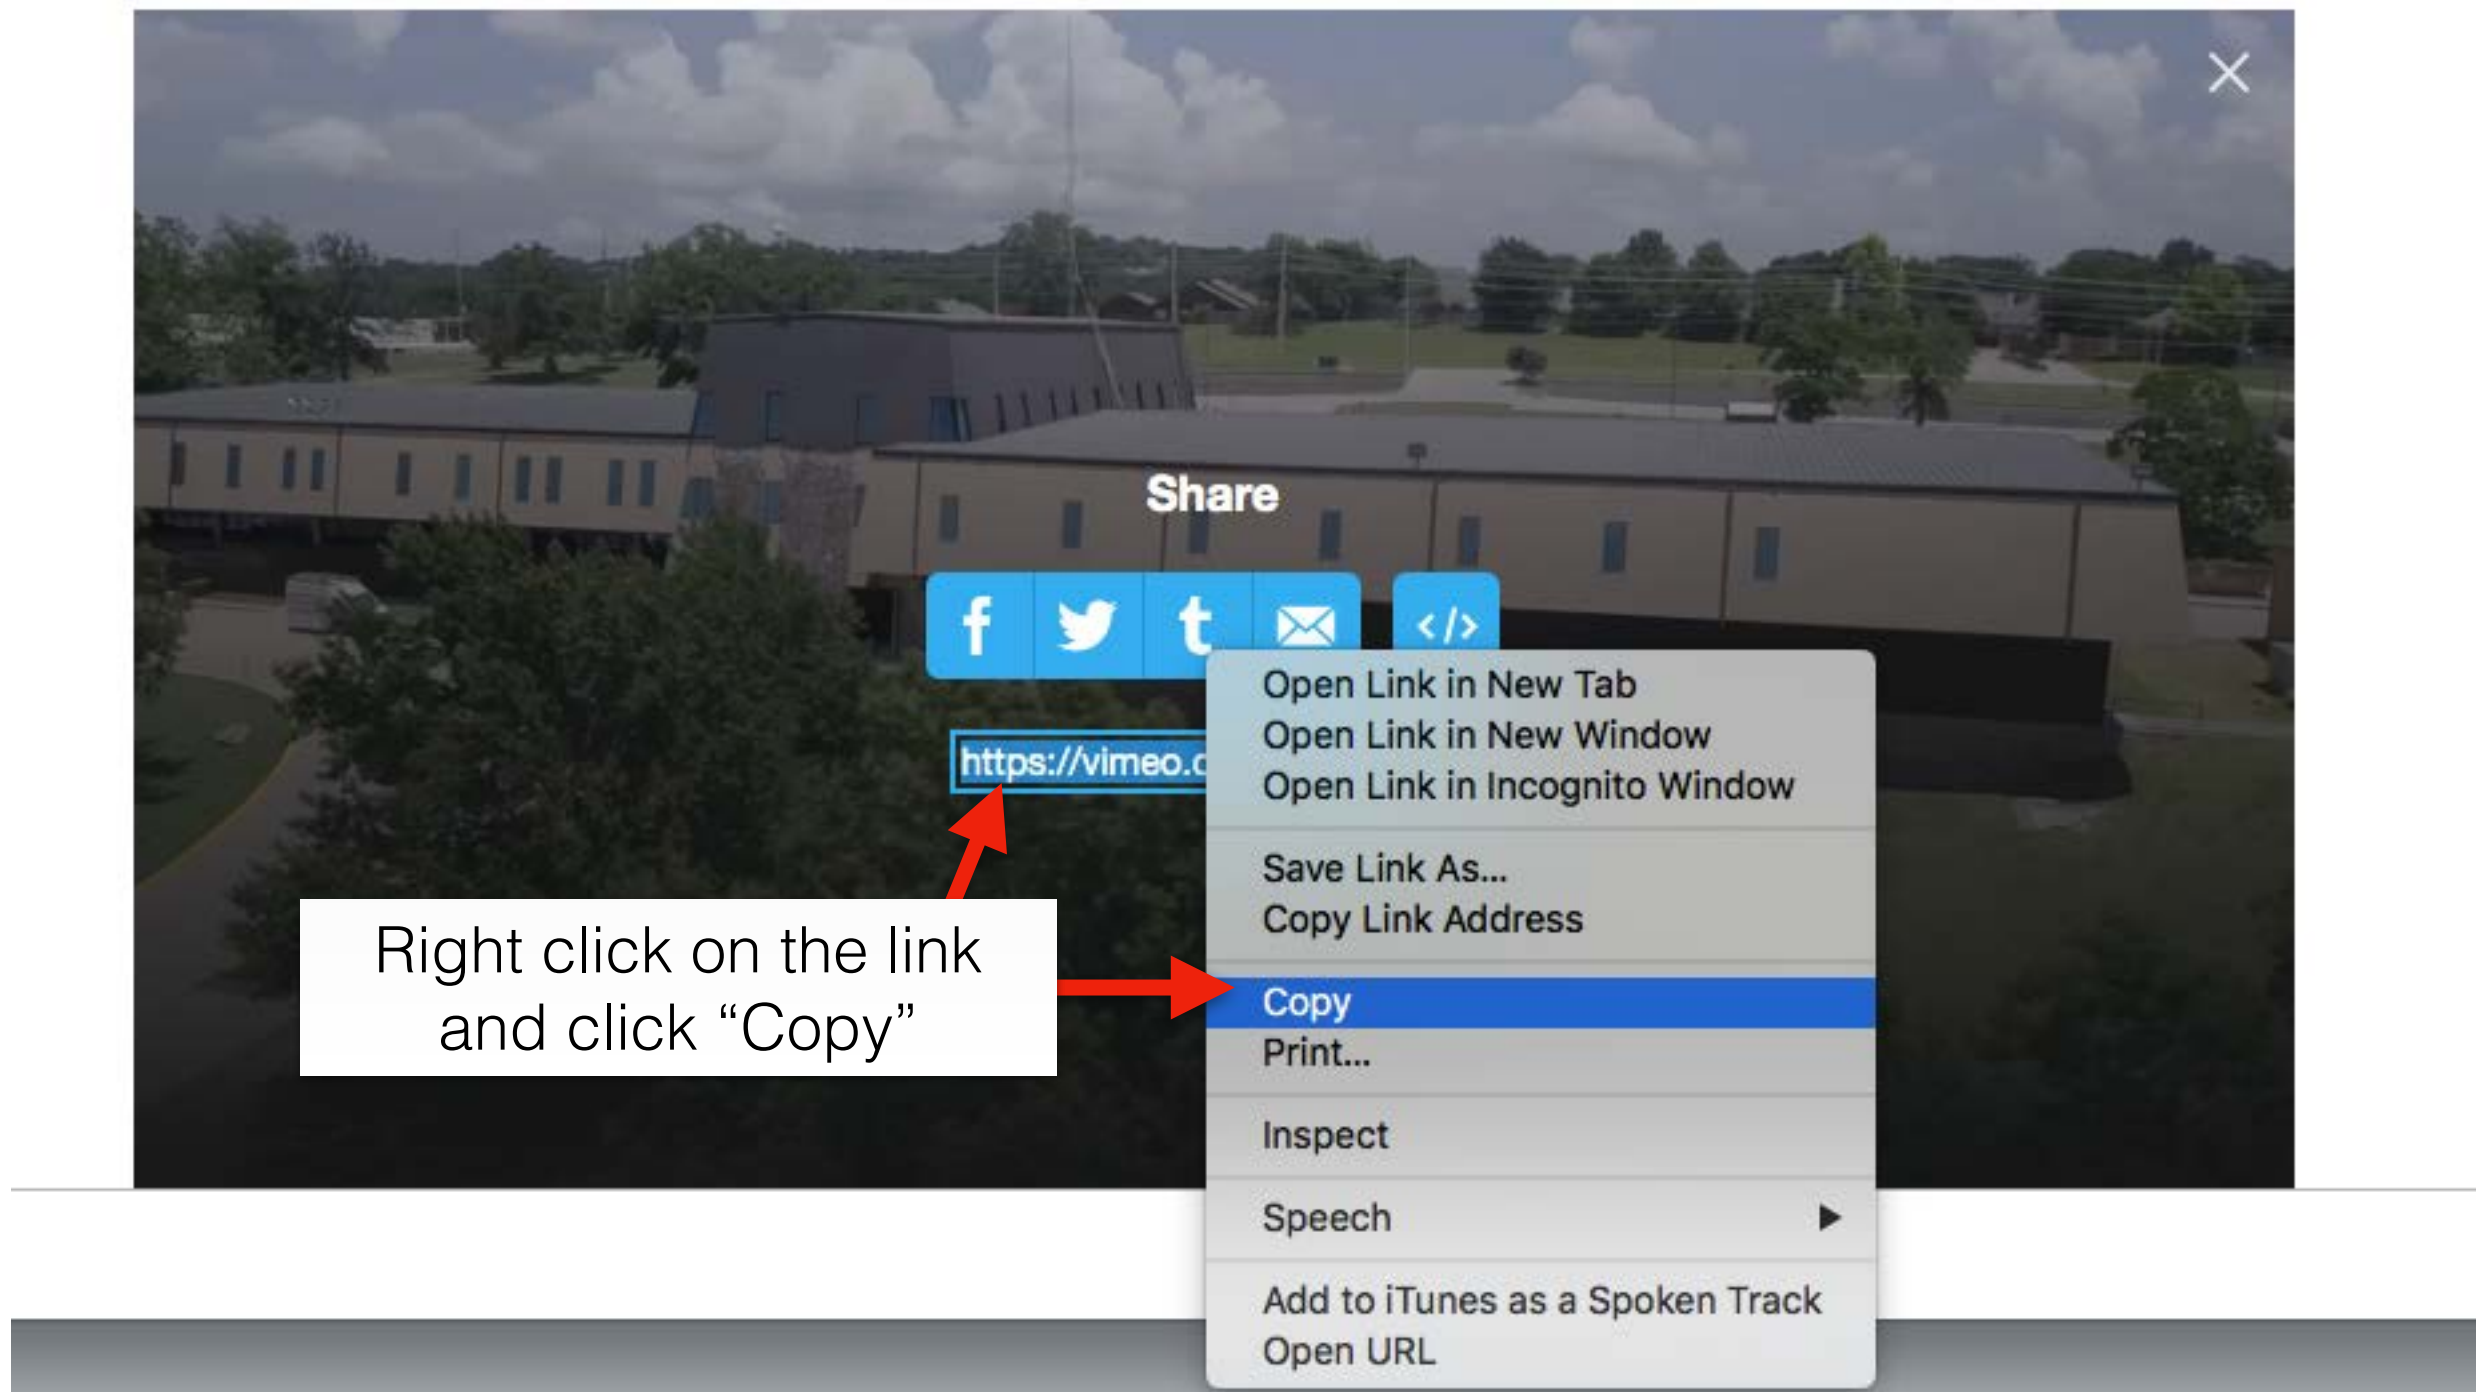 Share
f
t
</>
https://vimeo.c
Open Link in New Tab
Open Link in New Window
Open Link in Incognito Window
Save Link As...
Copy Link Address
Copy
Print...
Inspect
Speech
Add to iTunes as a Spoken Track
Open URL
Right click on the link
and click “Copy”